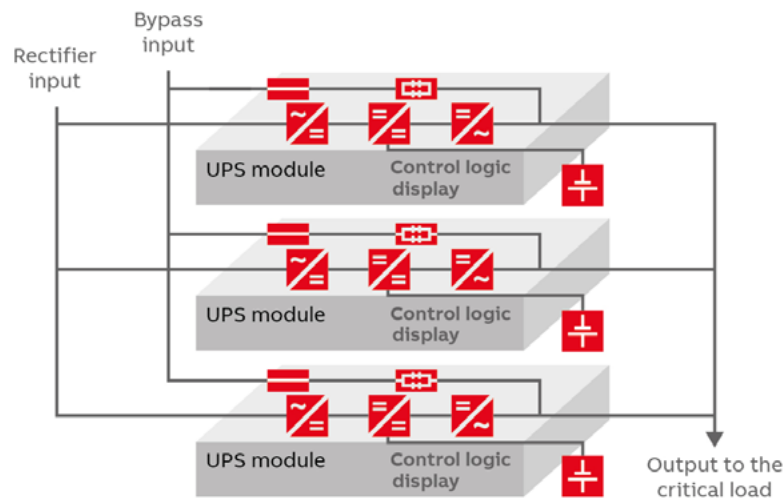 Bypass
input
Rectifier
input
UPS module
Control logic
display
UPS module
Control logic
display
UPS module
Control logic
display
Output to the
critical load